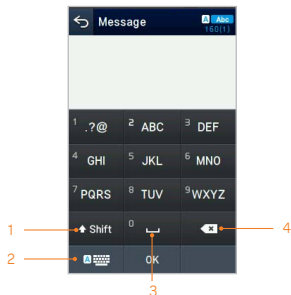 Message
A Abc
160(1)
1 .?@ 2 ABC 3 DEF
4 GHI 5 JKL 6 MNO
7 PQRS 8 TUV 9 WXYZ
1 Shift 0 4
2 A OK
3